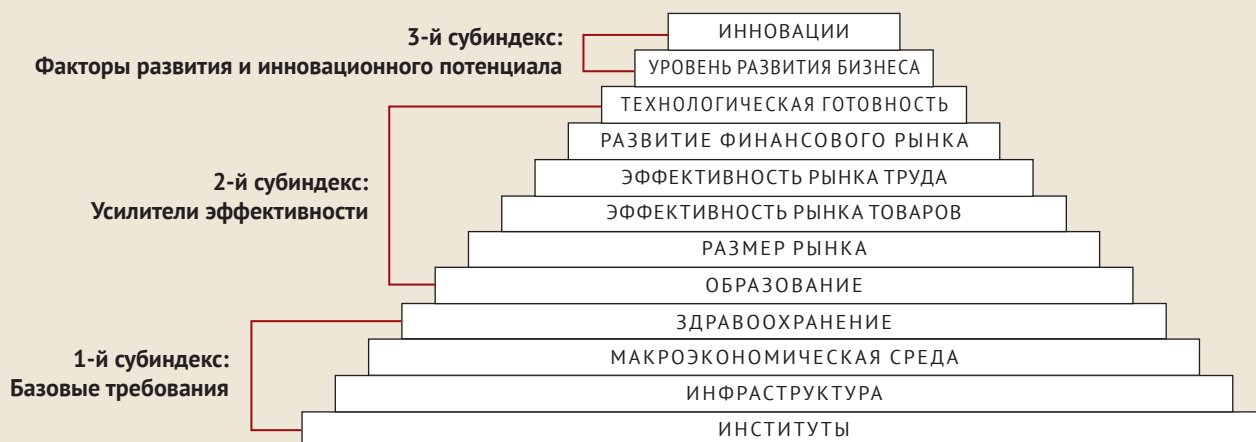 3-й субиндекс:
Факторы развития и инновационного потенциала
ИННОВАЦИИ
УРОВЕНЬ РАЗВИТИЯ БИЗНЕСА
2-й субиндекс:
Усилители эффективности
ТЕХНОЛОГИЧЕСКАЯ ГОТОВНОСТЬ
РАЗВИТИЕ ФИНАНСОВОГО РЫНКА
ЭФФЕКТИВНОСТЬ РЫНКА ТРУДА
ЭФФЕКТИВНОСТЬ РЫНКА ТОВАРОВ
РАЗМЕР РЫНКА
ОБРАЗОВАНИЕ
1-й субиндекс:
Базовые требования
ЗДРАВООХРАНЕНИЕ
МАКРОЭКОНОМИЧЕСКАЯ СРЕДА
ИНФРАСТРУКТУРА
ИНСТИТУТЫ